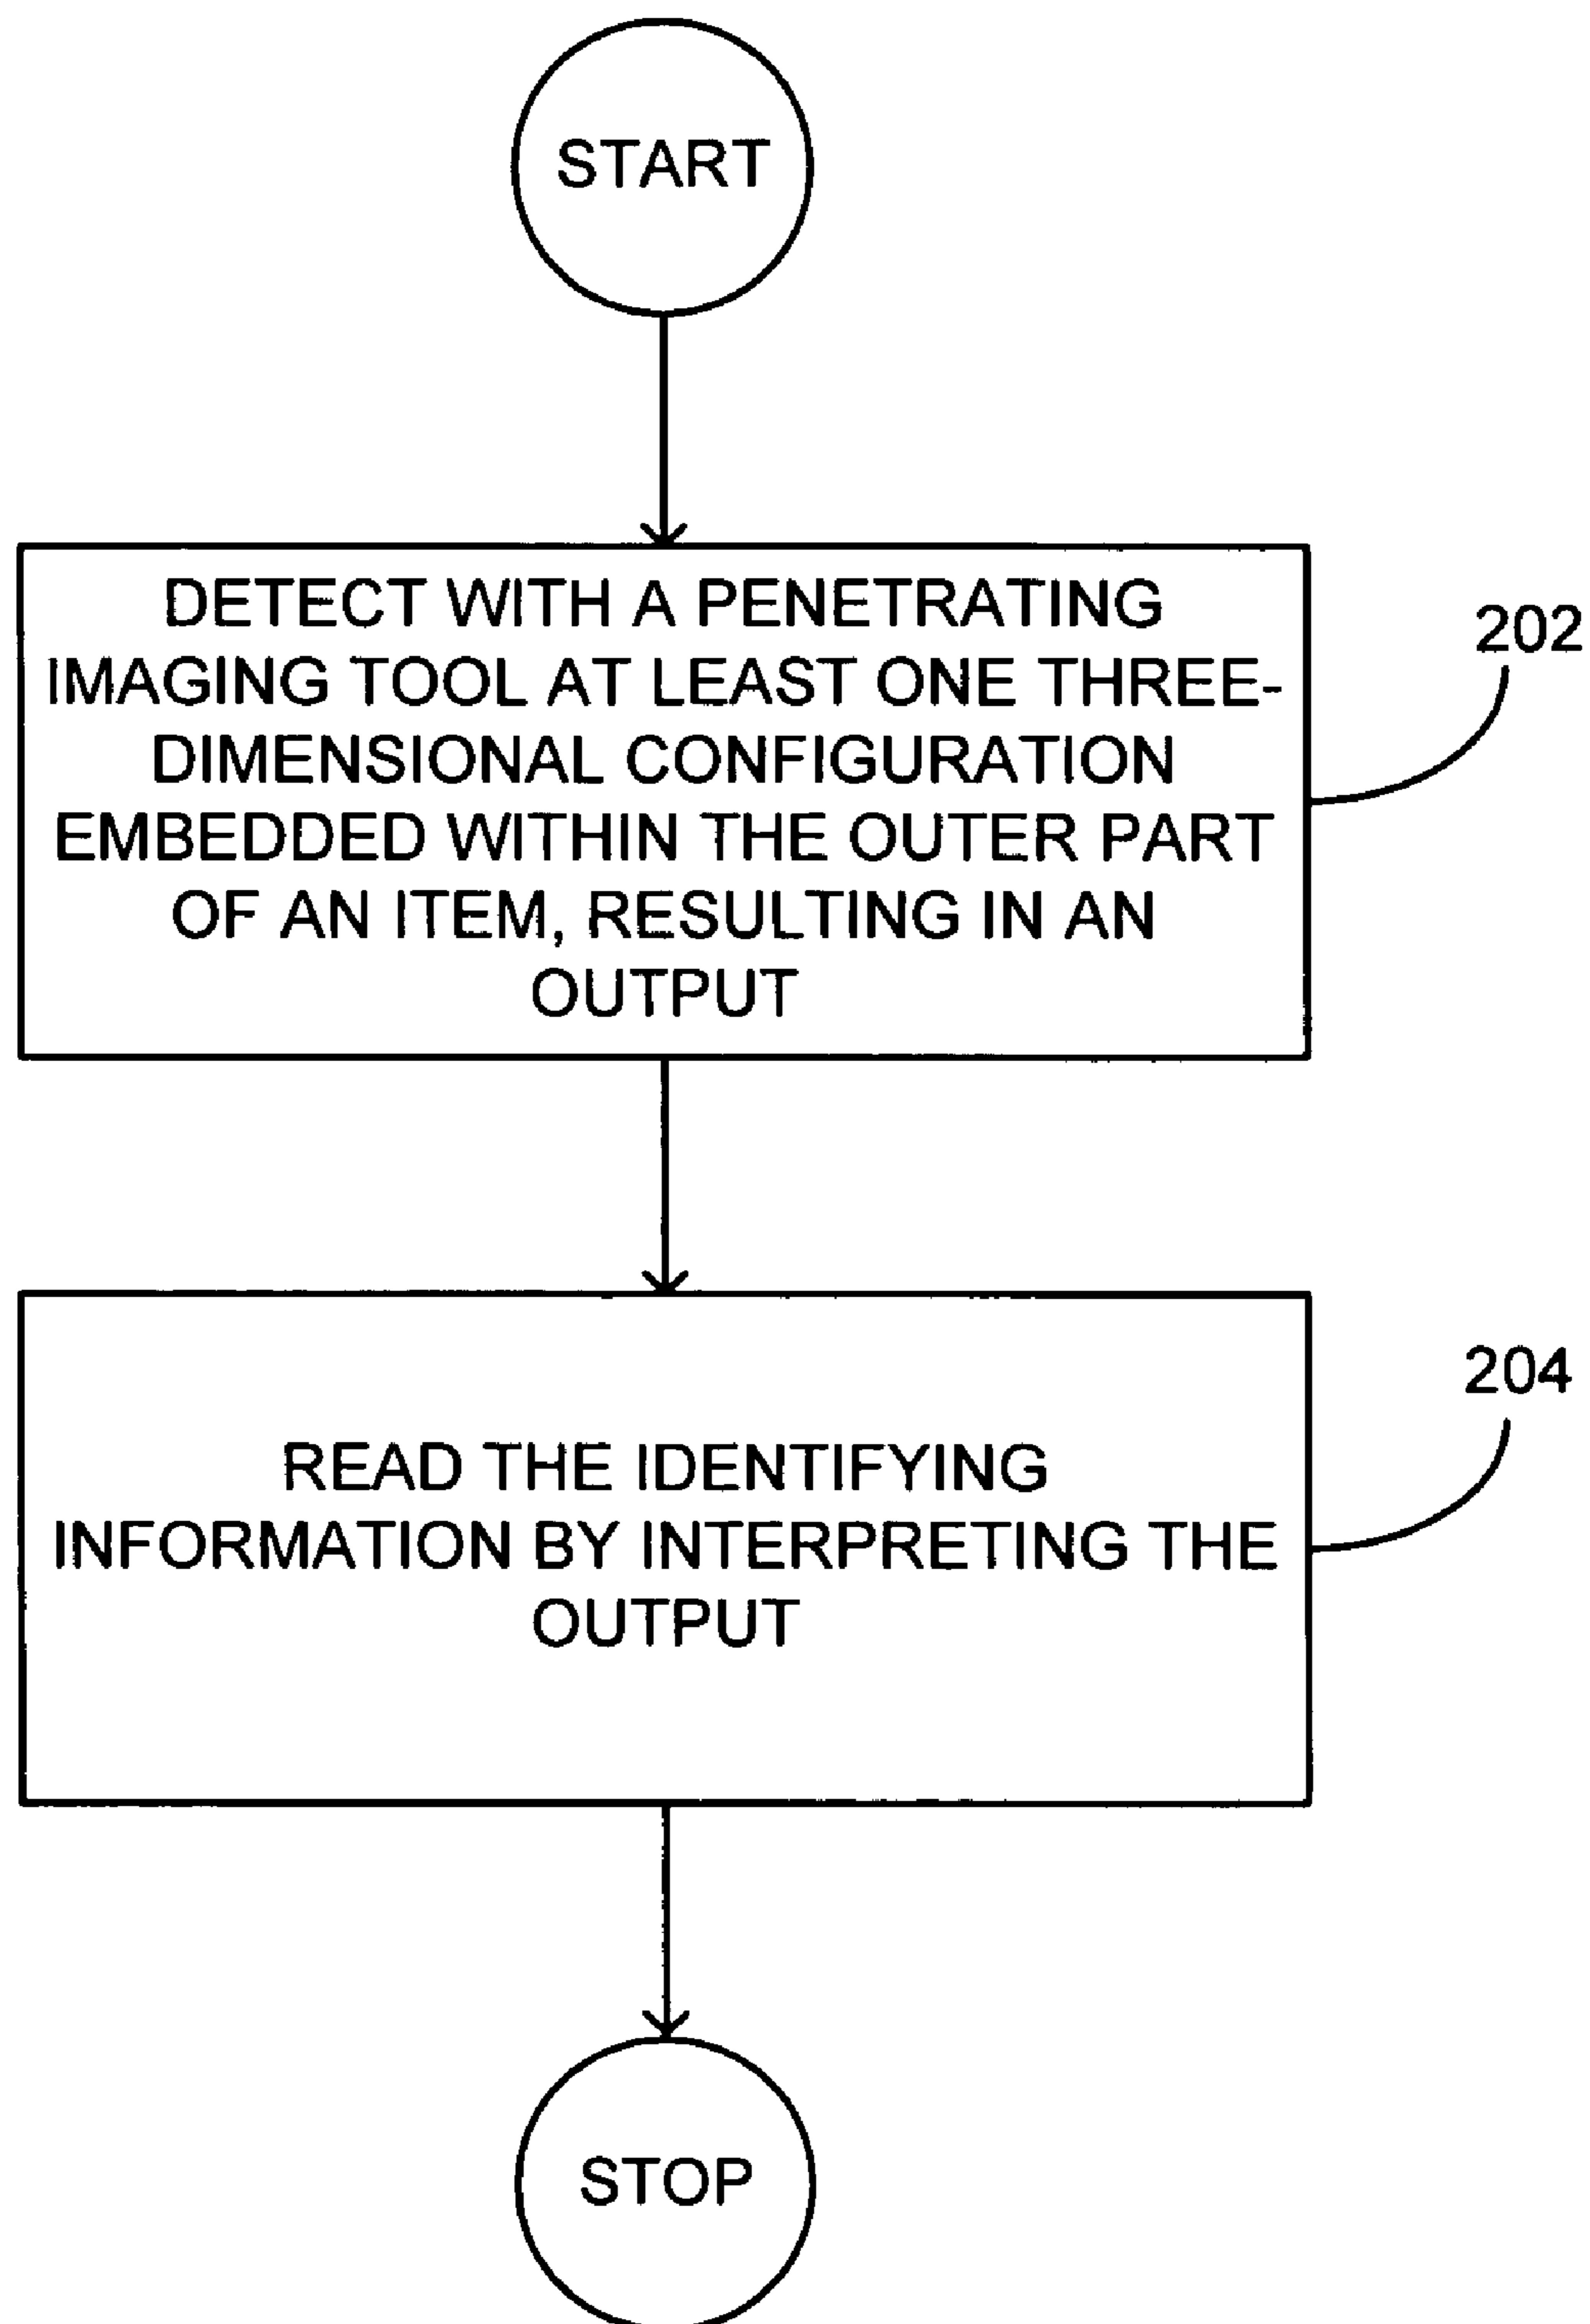 START
DETECT WITH A PENETRATING
IMAGING TOOL AT LEAST ONE THREE-
DIMENSIONAL CONFIGURATION
EMBEDDED WITHIN THE OUTER PART
OF AN ITEM, RESULTING IN AN
OUTPUT
202
READ THE IDENTIFYING
INFORMATION BY INTERPRETING THE
OUTPUT
204
STOP